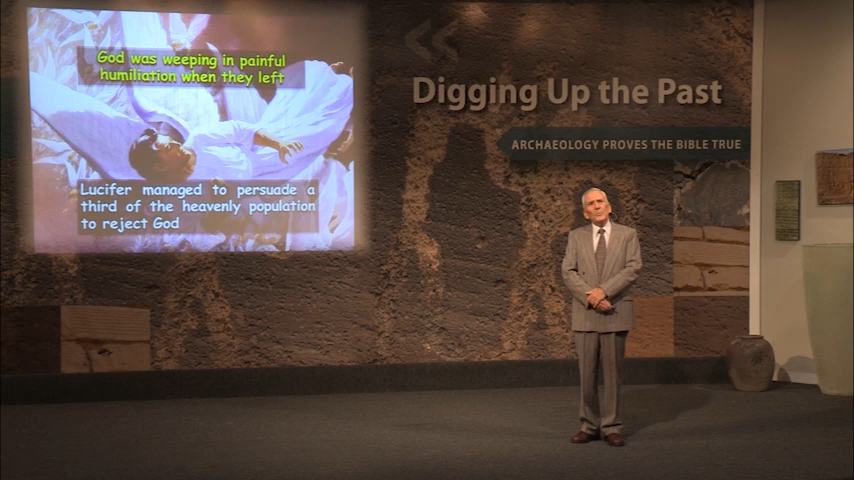 God was weeping in painful
humiliation when they left
Lucifer managed to persuade a
third of the heavenly population
to reject God
Digging Up the Past
ARCHAEOLOGY PROVES THE BIBLE TRUE